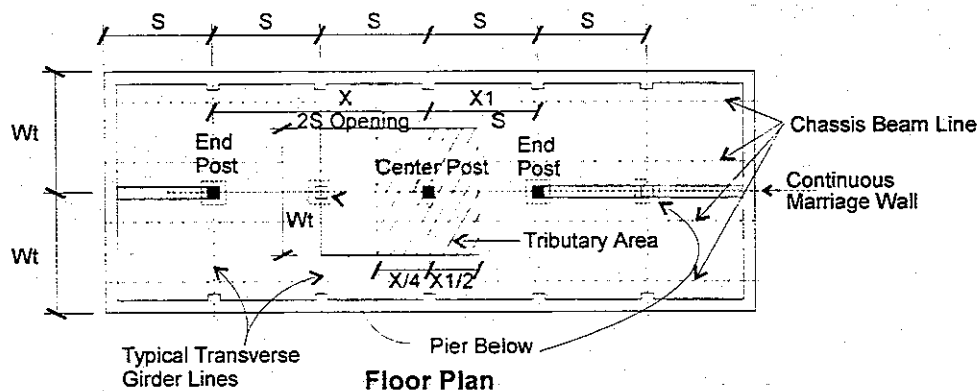 S S S S S
Wt
Wt
X X1
2S Opening S
End
Post
Center Post
End
Post
Wt
Tributary Area
X/4 X1/2
Chassis Beam Line
Continuous
Marriage Wall
Typical Transverse
Girder Lines
Pier Below
Floor Plan